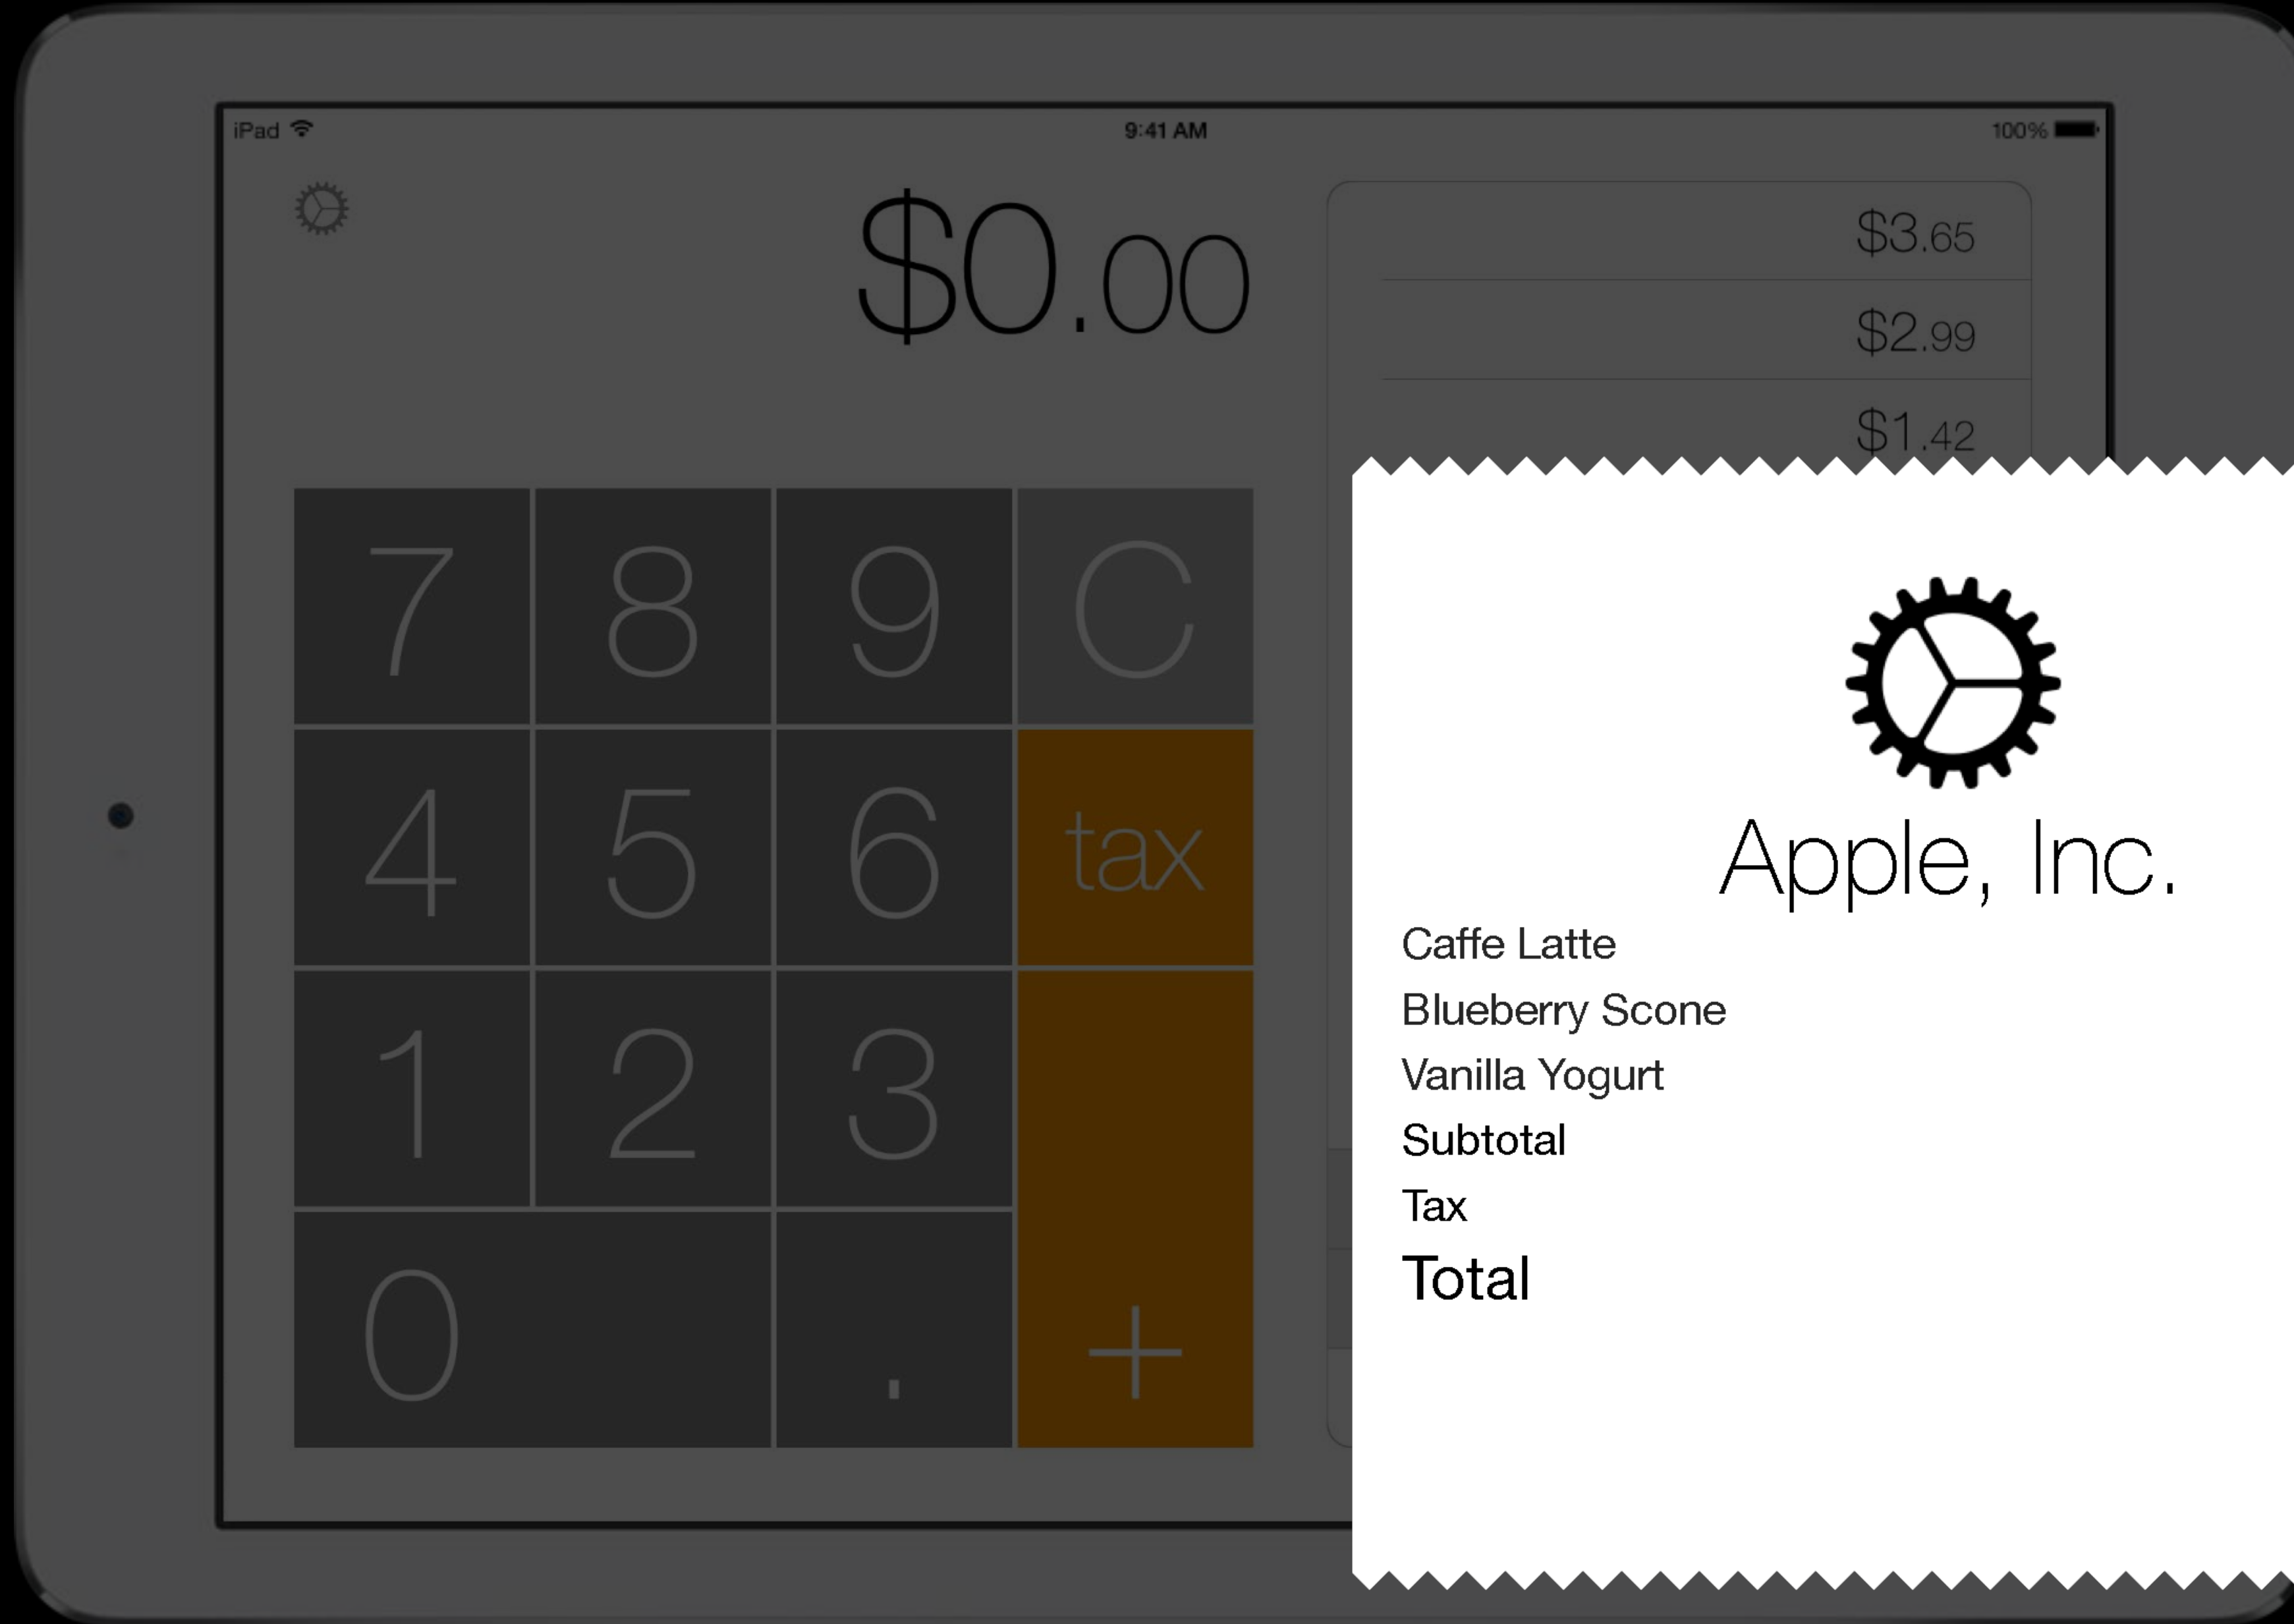 iPad 9:41 AM 100%
$0.00
$3.65
$2.99
$1.42
7 8 9 C
4 5 6 tax
1 2 3
0 . +
Apple, Inc.
Caffe Latte
Blueberry Scone
Vanilla Yogurt
Subtotal
Tax
Total